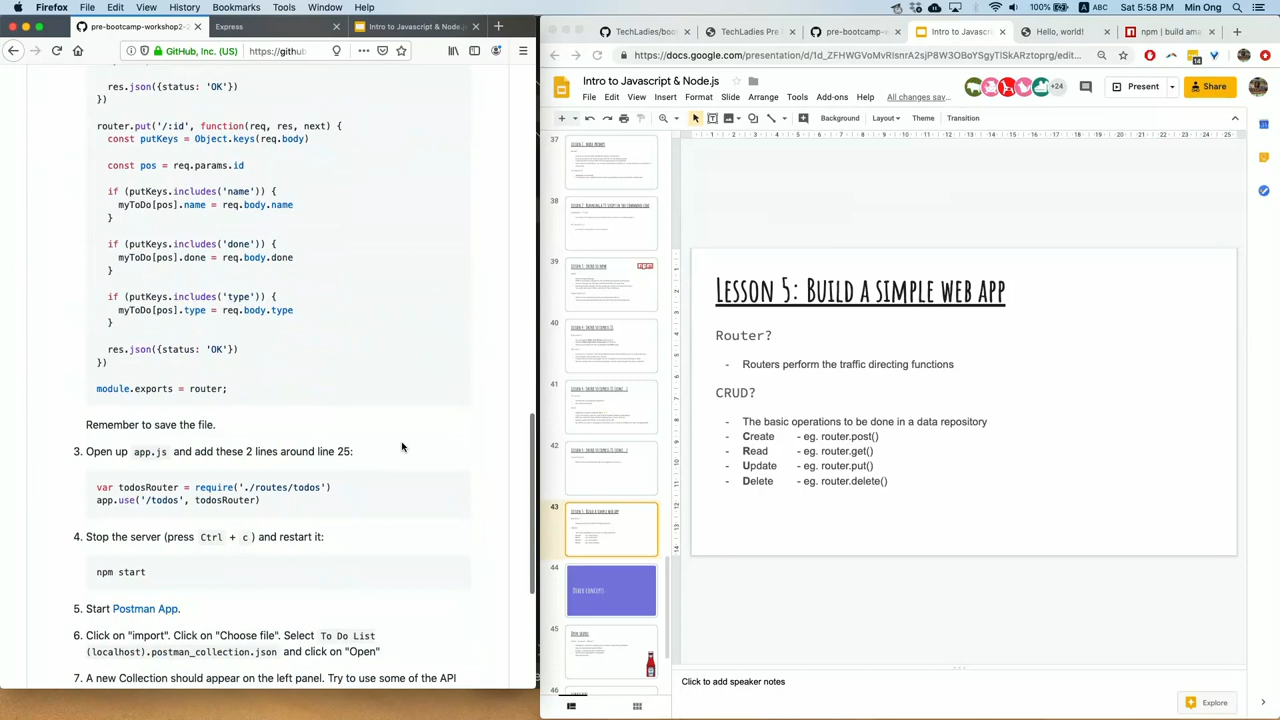 Firefox File Edit View History Bookmarks Tools Window Help
100% ABC Sat 5:58 PM Min Ong
pre-bootcamp-workshop2-2
Express
Intro to Javascript & Node.js
GitHub, Inc. (US)
https://github
res.json({status: 'OK'})
})
router.put('/:id', function(req, res, next) {
const putKeys = Object.keys(req.body)
const pos = req.params.id
if (putKeys.includes('name')) {
myToDo[pos].name = req.body.name
}
if (putKeys.includes('done')) {
myToDo[pos].done = req.body.done
}
if (putKeys.includes('type')) {
myToDo[pos].type = req.body.type
}
res.json({status: 'OK'})
})
module.exports = router;
Remember to save the file.
3. Open up app.js and add these 2 lines around line 25:
var todosRouter = require('./routes/todos')
app.use('/todos', todosRouter)
4. Stop the server (press Ctrl + c) and restart it:
npm start
5. Start Postman App.
6. Click on "import". Click on "Choose file". Select To Do List
(localhost).postman_collection.json and click on "Open"
7. A new Collection should appear on the left panel. Try to use some of the API
TechLadies/boo
TechLadies Pre
pre-bootcamp-w
Intro to Javasc
Hello, world!
npm | build ama
https://docs.google.com/presentation/d/1d_ZFHWGvoMrnA2sjP8W3OBoYgTlSKaRzoprg/edit...
14
Intro to Javascript & Node.js
File Edit View Insert Format Slide Arrange Tools Add-ons Help All changes sav...
+24
Present
Share
Background Layout Theme Transition
37
38
39
40
41
42
43
44
Other concepts
45
46
Lesson 5: Build a simple web app
Router?
- Routers perform the traffic directing functions
CRUD?
- The basic operations to be done in a data repository
- Create - eg. router.post()
- Read - eg. router.get()
- Update - eg. router.put()
- Delete - eg. router.delete()
Click to add speaker notes
Explore